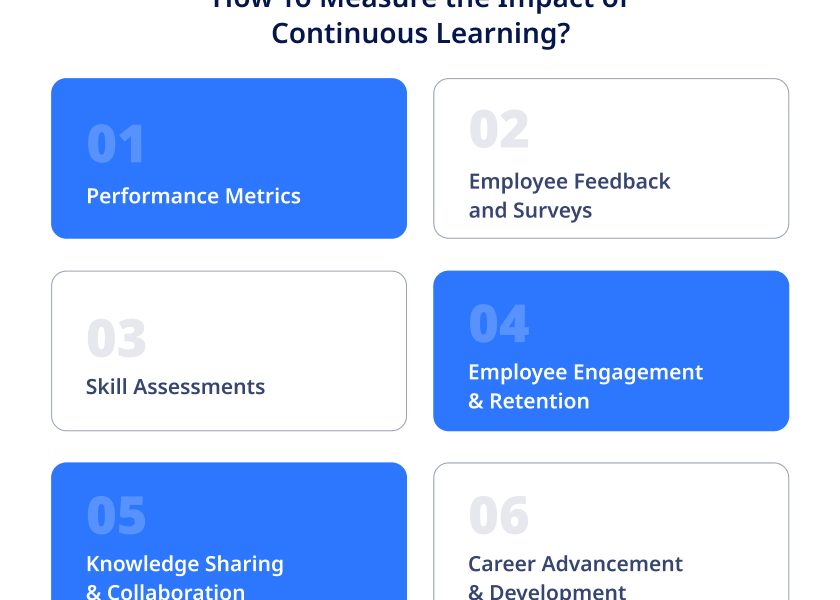 How To Measure the Impact of
Continuous Learning?
01
Performance Metrics
02
Employee Feedback
and Surveys
03
Skill Assessments
04
Employee Engagement
& Retention
05
Knowledge Sharing
& Collaboration
06
Career Advancement
& Development